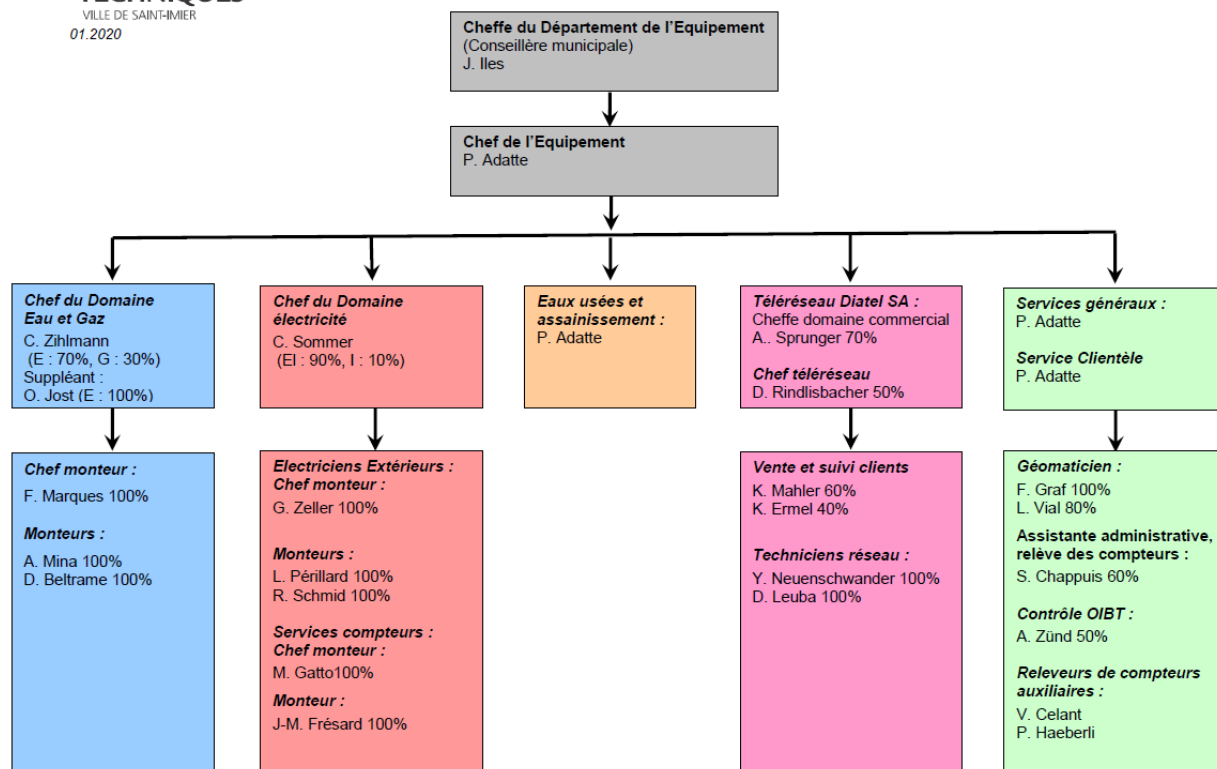 TECHNIQUES
VILLE DE SAINT-IMIER
01.2020
Cheffe du Département de l'Equipement
(Conseillère municipale)
J. Iles
Chef de l'Equipement
P. Adatte
Chef du Domaine
Eau et Gaz
C. Zihlmann
(E : 70%, G : 30%)
Suppléant :
O. Jost (E : 100%)
Chef du Domaine
électricité
C. Sommer
(El : 90%, I : 10%)
Eaux usées et
assainissement :
P. Adatte
Téléréseau Diatel SA :
Cheffe domaine commercial
A.. Sprunger 70%
Chef téléréseau
D. Rindlisbacher 50%
Services généraux :
P. Adatte
Service Clientèle
P. Adatte
Chef monteur :
F. Marques 100%
Monteurs :
A. Mina 100%
D. Beltrame 100%
Electriciens Extérieurs :
Chef monteur :
G. Zeller 100%
Monteurs :
L. Périllard 100%
R. Schmid 100%
Services compteurs :
Chef monteur :
M. Gatto100%
Monteur :
J-M. Frésard 100%
Vente et suivi clients
K. Mahler 60%
K. Ermel 40%
Techniciens réseau :
Y. Neuenschwander 100%
D. Leuba 100%
Géomaticien :
F. Graf 100%
L. Vial 80%
Assistante administrative,
relève des compteurs :
S. Chappuis 60%
Contrôle OIBT :
A. Zünd 50%
Releveurs de compteurs
auxiliaires :
V. Celant
P. Haeberli